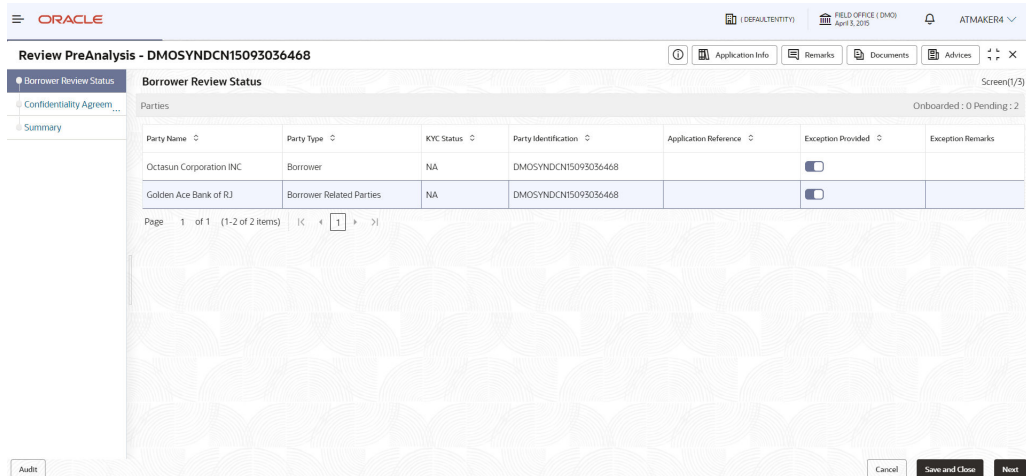 ORACLE
( DEFAULTENTITY)
FIELD OFFICE ( DMO)
April 3, 2015
ATMAKER4
Review PreAnalysis - DMOSYNDCN15093036468
Application Info
Remarks
Documents
Advices
Borrower Review Status
Confidentiality Agreem...
Summary
Borrower Review Status
Screen(1/3)
Parties
Onboarded : 0 Pending : 2
Party Name Party Type KYC Status Party Identification Application Reference Exception Provided Exception Remarks
Octasun Corporation INC Borrower NA DMOSYNDCN15093036468
Golden Ace Bank of RJ Borrower Related Parties NA DMOSYNDCN15093036468
Page 1 of 1 (1-2 of 2 items) 1
Audit
Cancel
Save and Close
Next